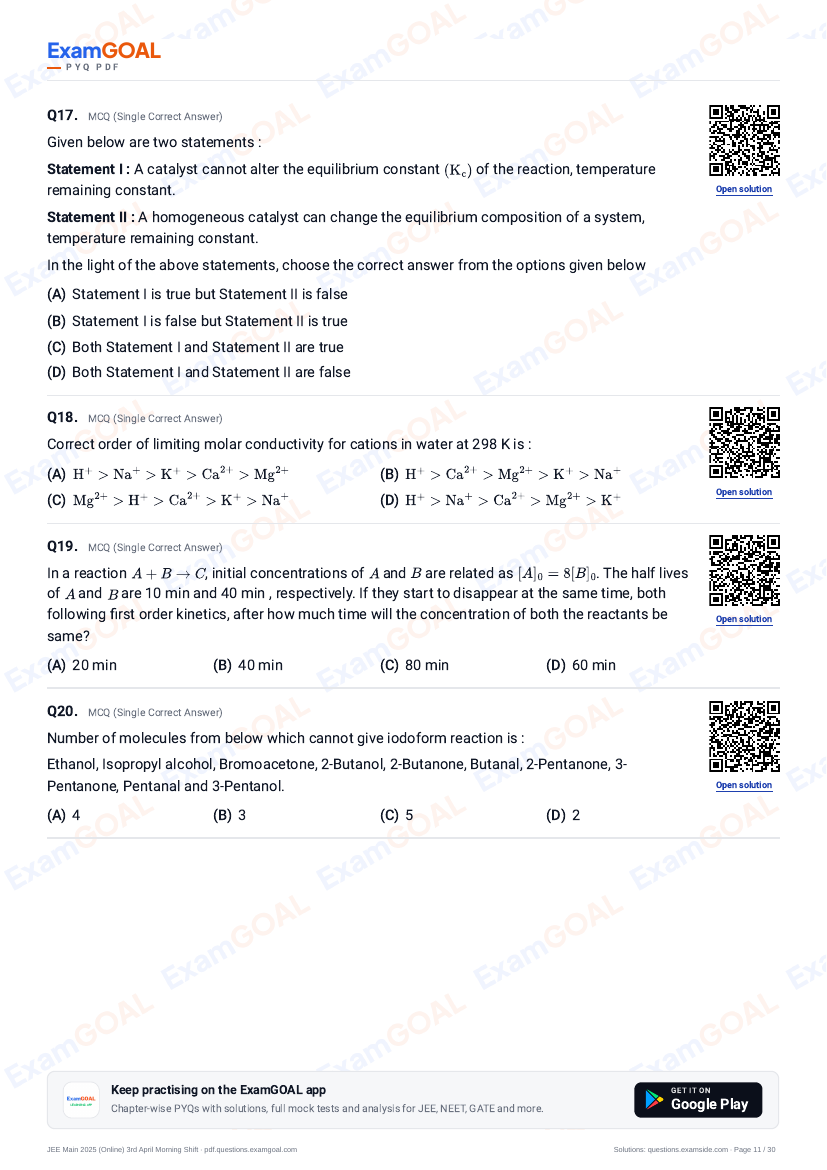 ExamGOAL
PYQ PDF
Q17. MCQ (Single Correct Answer)
Given below are two statements :
Statement I : A catalyst cannot alter the equilibrium constant (K_c) of the reaction, temperature
remaining constant.
Statement II : A homogeneous catalyst can change the equilibrium composition of a system,
temperature remaining constant.
In the light of the above statements, choose the correct answer from the options given below
(A) Statement I is true but Statement II is false
(B) Statement I is false but Statement II is true
(C) Both Statement I and Statement II are true
(D) Both Statement I and Statement II are false
Open solution
Q18. MCQ (Single Correct Answer)
Correct order of limiting molar conductivity for cations in water at 298 K is :
(A) H⁺ > Na⁺ > K⁺ > Ca²⁺ > Mg²⁺ (B) H⁺ > Ca²⁺ > Mg²⁺ > K⁺ > Na⁺
(C) Mg²⁺ > H⁺ > Ca²⁺ > K⁺ > Na⁺ (D) H⁺ > Na⁺ > Ca²⁺ > Mg²⁺ > K⁺
Open solution
Q19. MCQ (Single Correct Answer)
In a reaction A + B → C, initial concentrations of A and B are related as [A]₀ = 8[B]₀. The half lives
of A and B are 10 min and 40 min , respectively. If they start to disappear at the same time, both
following first order kinetics, after how much time will the concentration of both the reactants be
same?
(A) 20 min (B) 40 min (C) 80 min (D) 60 min
Open solution
Q20. MCQ (Single Correct Answer)
Number of molecules from below which cannot give iodoform reaction is :
Ethanol, Isopropyl alcohol, Bromoacetone, 2-Butanol, 2-Butanone, Butanal, 2-Pentanone, 3-
Pentanone, Pentanal and 3-Pentanol.
(A) 4 (B) 3 (C) 5 (D) 2
Open solution
Keep practising on the ExamGOAL app
Chapter-wise PYQs with solutions, full mock tests and analysis for JEE, NEET, GATE and more.
GET IT ON
Google Play
JEE Main 2025 (Online) 3rd April Morning Shift · pdf.questions.examgoal.com
Solutions: questions.examside.com · Page 11 / 30